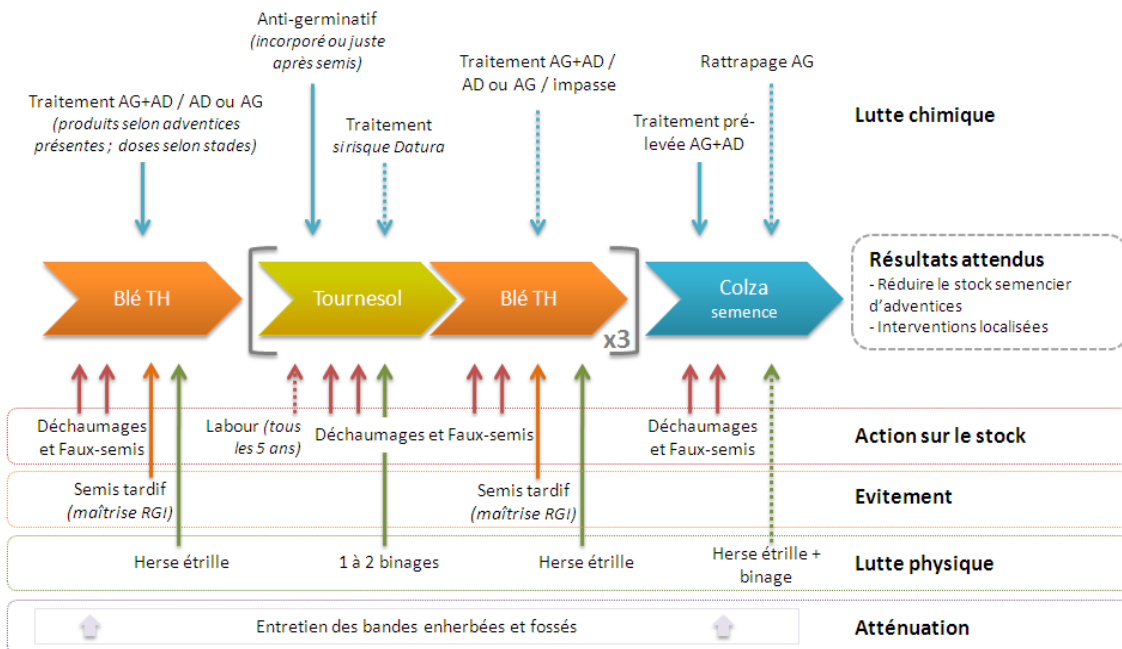 Anti-germinatif
(incorporé ou juste
après semis)
Traitement AG+AD /
AD ou AG / impasse
Rattrapage AG
Lutte chimique
Traitement AG+AD / AD ou AG
(produits selon adventices
présentes ; doses selon stades)
Traitement
si risque Datura
Traitement pré-
levée AG+AD
Blé TH
Tournesol
Blé TH
x3
Colza
semence
Résultats attendus
- Réduire le stock semencier
d'adventices
- Interventions localisées
Déchaumages
et Faux-semis
Labour (tous
les 5 ans)
Déchaumages et Faux-semis
Déchaumages
et Faux-semis
Action sur le stock
Semis tardif
(maîtrise RGI)
Semis tardif
(maîtrise RGI)
Evitement
Herse étrille
1 à 2 binages
Herse étrille
Herse étrille +
binage
Lutte physique
Entretien des bandes enherbées et fossés
Atténuation